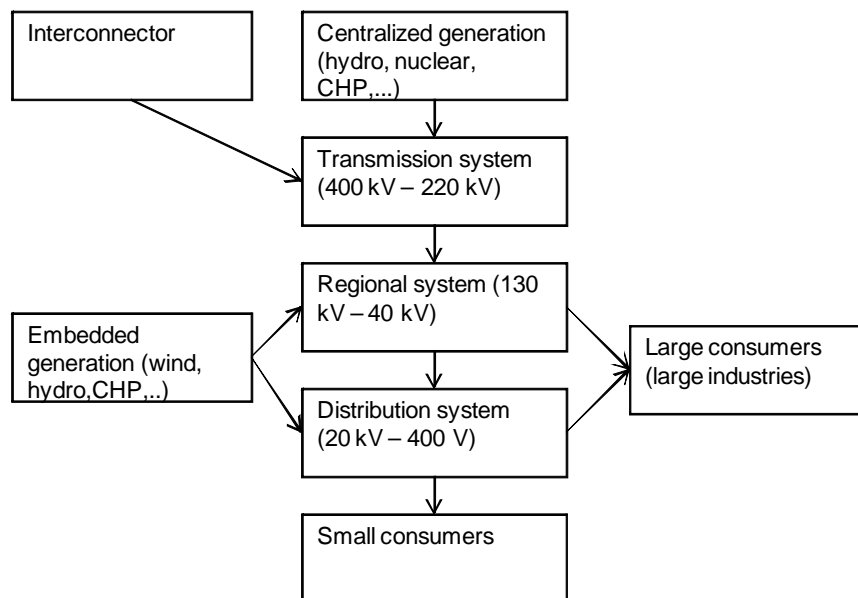 Interconnector
Centralized generation
(hydro, nuclear,
CHP,...)
Transmission system
(400 kV – 220 kV)
Regional system (130
kV – 40 kV)
Embedded
generation (wind,
hydro,CHP,..)
Large consumers
(large industries)
Distribution system
(20 kV – 400 V)
Small consumers